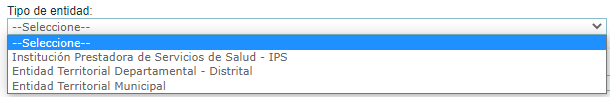 Tipo de entidad:
--Seleccione--
--Seleccione--
Institución Prestadora de Servicios de Salud - IPS
Entidad Territorial Departamental - Distrital
Entidad Territorial Municipal